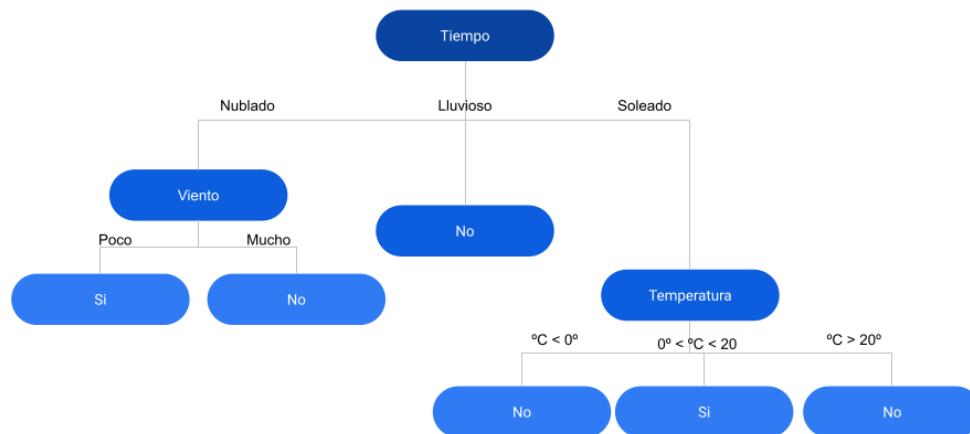 Tiempo
Nublado
Lluvioso
Soleado
Viento
No
Poco
Mucho
Si
No
Temperatura
ºC < 0º
0º < ºC < 20
ºC > 20º
No
Si
No